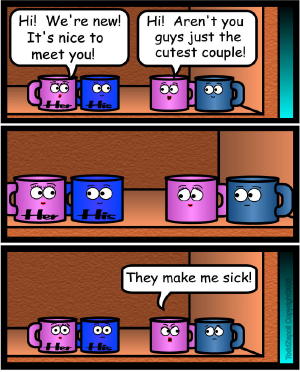 Hi!  We're new!
It's nice to
meet you!
Hi!  Aren't you
guys just the
cutest couple!
Her His
Her His
They make me sick!
Her His